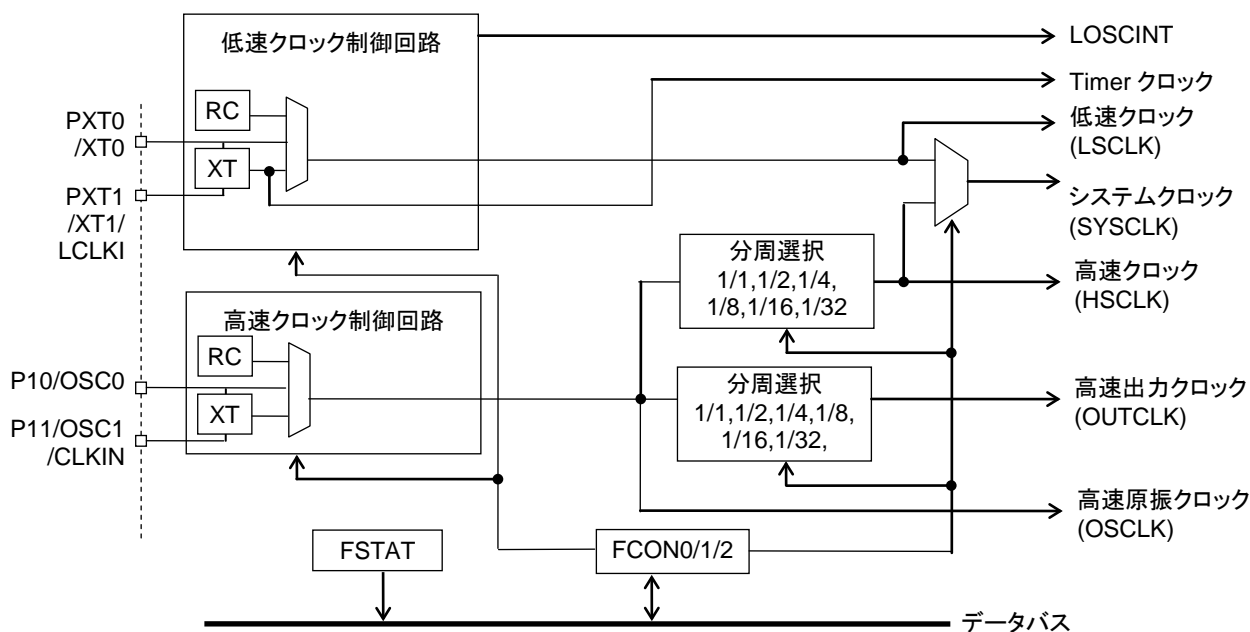 低速クロック制御回路
RC
XT
PXT0
/XT0
PXT1
/XT1/
LCLKI
LOSCINT
Timer クロック
低速クロック
(LSCLK)
システムクロック
(SYSCLK)
分周選択
1/1,1/2,1/4,
1/8,1/16,1/32
高速クロック
(HSCLK)
高速クロック制御回路
RC
XT
P10/OSC0
P11/OSC1
/CLKIN
分周選択
1/1,1/2,1/4,1/8,
1/16,1/32,
高速出力クロック
(OUTCLK)
高速原振クロック
(OSCLK)
FSTAT
FCON0/1/2
データバス